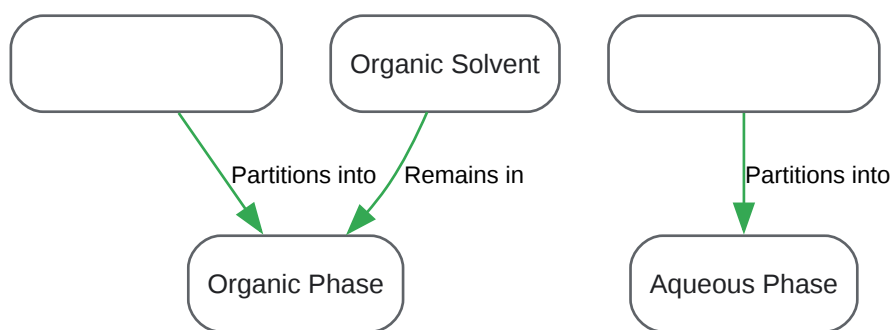 Organic Solvent
Partitions into
Remains in
Partitions into
Organic Phase
Aqueous Phase